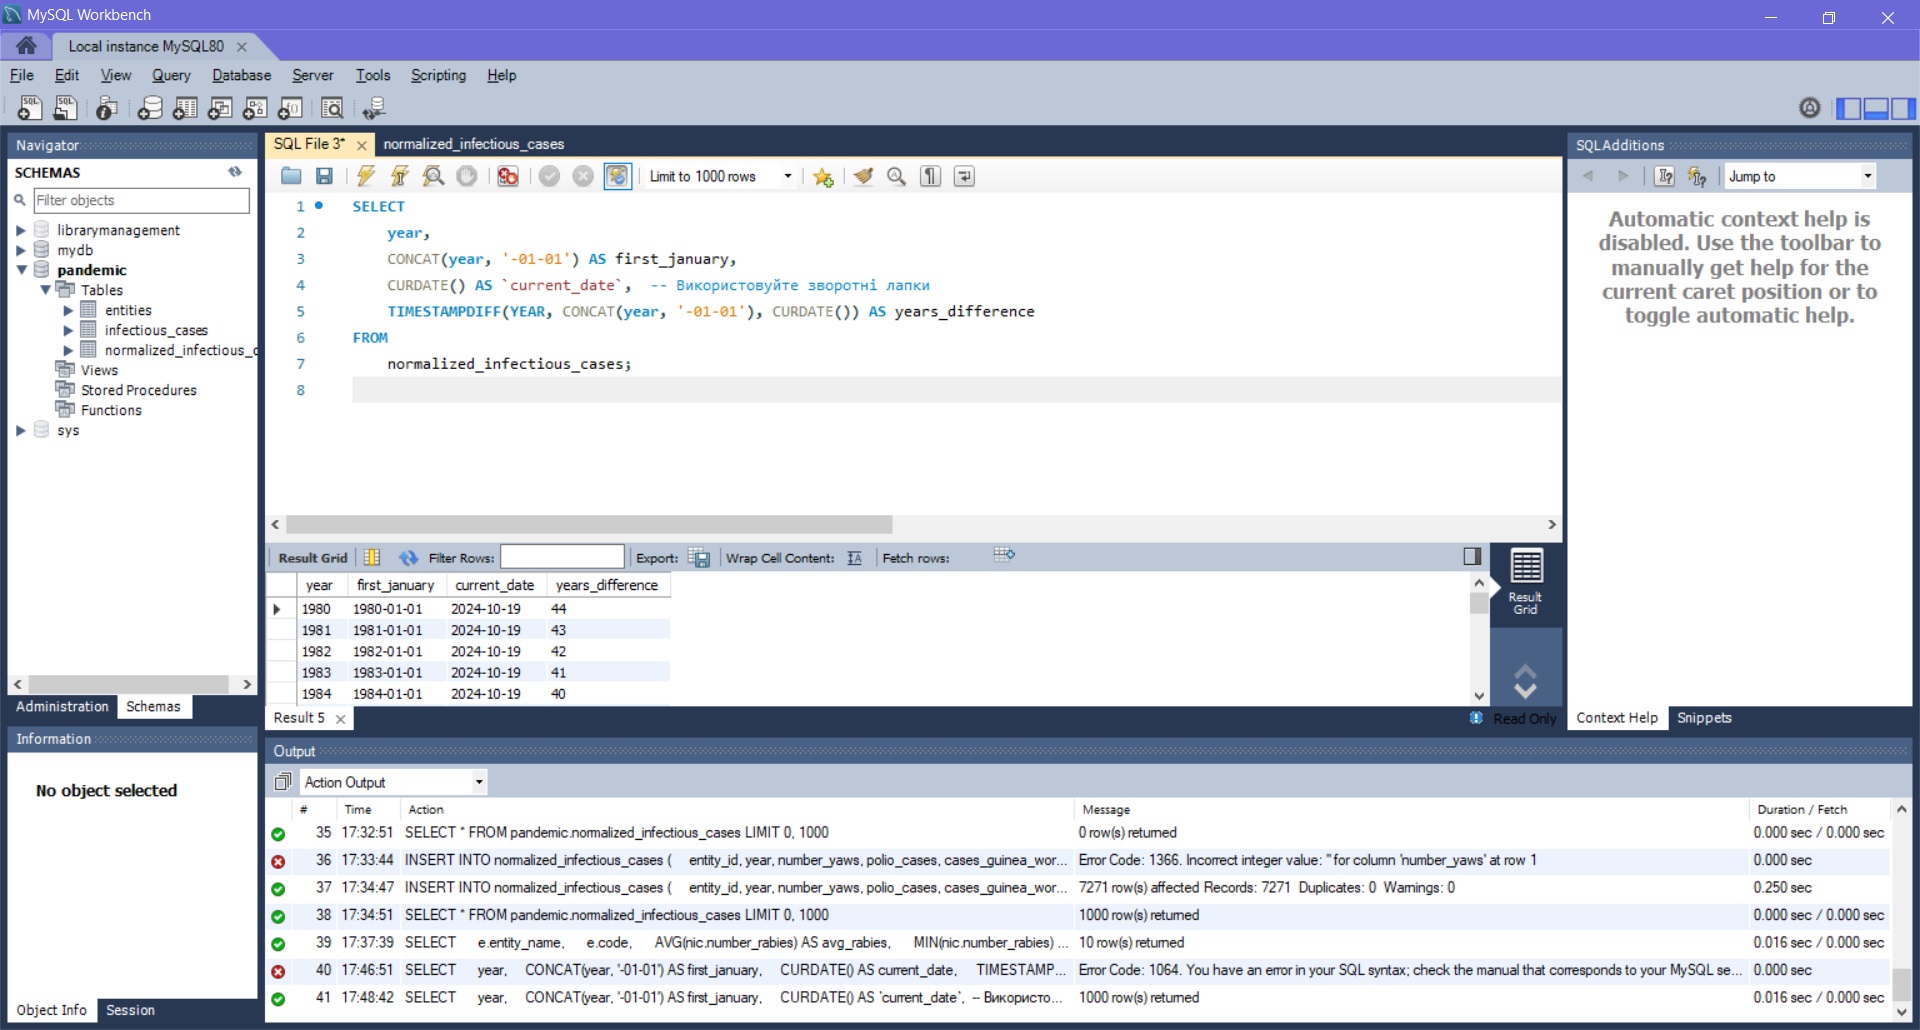 MySQL Workbench
Local instance MySQL80
File Edit View Query Database Server Tools Scripting Help
Navigator
SCHEMAS
Filter objects
librarymanagement
mydb
pandemic
Tables
entities
infectious_cases
normalized_infectious_c
Views
Stored Procedures
Functions
sys
Administration Schemas
Information
No object selected
Object Info Session
SQL File 3* normalized_infectious_cases
Limit to 1000 rows
1 SELECT
2 year,
3 CONCAT(year, '-01-01') AS first_january,
4 CURDATE() AS `current_date`, -- Використовуйте зворотні лапки
5 TIMESTAMPDIFF(YEAR, CONCAT(year, '-01-01'), CURDATE()) AS years_difference
6 FROM
7 normalized_infectious_cases;
8
Result Grid Filter Rows: Export: Wrap Cell Content: Fetch rows:
year first_january current_date years_difference
1980 1980-01-01 2024-10-19 44
1981 1981-01-01 2024-10-19 43
1982 1982-01-01 2024-10-19 42
1983 1983-01-01 2024-10-19 41
1984 1984-01-01 2024-10-19 40
Result Grid
Result 5
Read Only
SQLAdditions
Jump to
Automatic context help is
disabled. Use the toolbar to
manually get help for the
current caret position or to
toggle automatic help.
Context Help Snippets
Output
Action Output
# Time Action Message Duration / Fetch
35 17:32:51 SELECT * FROM pandemic.normalized_infectious_cases LIMIT 0, 1000 0 row(s) returned 0.000 sec / 0.000 sec
36 17:33:44 INSERT INTO normalized_infectious_cases ( entity_id, year, number_yaws, polio_cases, cases_guinea_wor... Error Code: 1366. Incorrect integer value: '' for column 'number_yaws' at row 1 0.000 sec
37 17:34:47 INSERT INTO normalized_infectious_cases ( entity_id, year, number_yaws, polio_cases, cases_guinea_wor... 7271 row(s) affected Records: 7271 Duplicates: 0 Warnings: 0 0.250 sec
38 17:34:51 SELECT * FROM pandemic.normalized_infectious_cases LIMIT 0, 1000 1000 row(s) returned 0.000 sec / 0.000 sec
39 17:37:39 SELECT e.entity_name, e.code, AVG(nic.number_rabies) AS avg_rabies, MIN(nic.number_rabies) ... 10 row(s) returned 0.016 sec / 0.000 sec
40 17:46:51 SELECT year, CONCAT(year, '-01-01') AS first_january, CURDATE() AS current_date, TIMESTAMP... Error Code: 1064. You have an error in your SQL syntax; check the manual that corresponds to your MySQL se... 0.000 sec
41 17:48:42 SELECT year, CONCAT(year, '-01-01') AS first_january, CURDATE() AS `current_date`, -- Використо... 1000 row(s) returned 0.016 sec / 0.000 sec